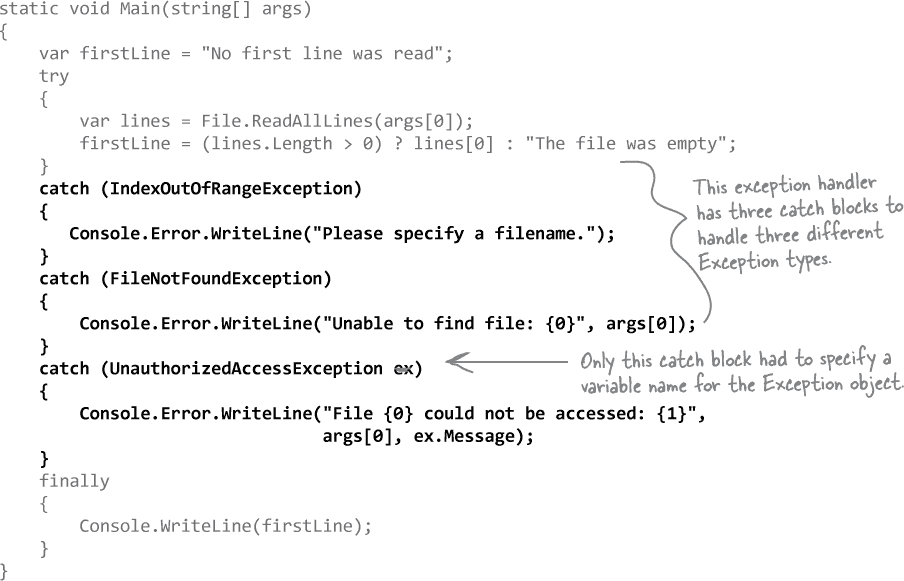 static void Main(string[] args)
{
    var firstLine = "No first line was read";
    try
    {
        var lines = File.ReadAllLines(args[0]);
        firstLine = (lines.Length > 0) ? lines[0] : "The file was empty";
    }
    catch (IndexOutOfRangeException)
    {
       Console.Error.WriteLine("Please specify a filename.");
    }
    catch (FileNotFoundException)
    {
        Console.Error.WriteLine("Unable to find file: {0}", args[0]);
    }
    catch (UnauthorizedAccessException ex)
    {
        Console.Error.WriteLine("File {0} could not be accessed: {1}",
                                args[0], ex.Message);
    }
    finally
    {
        Console.WriteLine(firstLine);
    }
}
This exception handler
has three catch blocks to
handle three different
Exception types.
Only this catch block had to specify a
variable name for the Exception object.